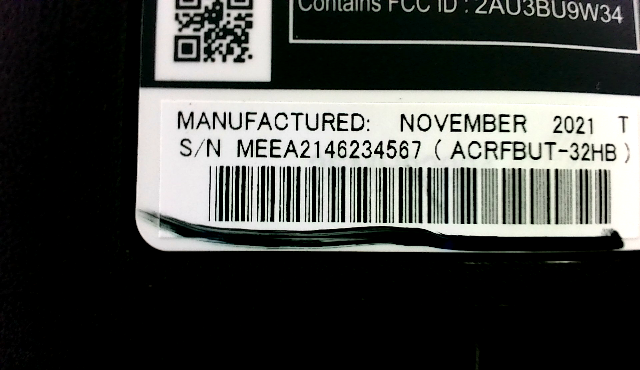 Contains FCC ID : 2AU3BU9W34
MANUFACTURED: NOVEMBER 2021 T
S/N MEEA2146234567 ( ACRFBUT-32HB )